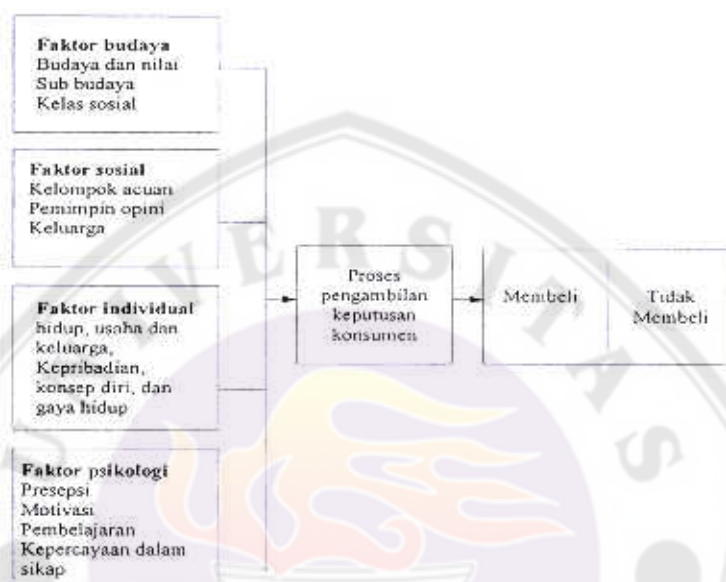 Faktor budaya
Budaya dan nilai
Sub budaya
Kelas sosial
Faktor sosial
Kelompok acuan
Pemimpin opini
Keluarga
Faktor individual
hidup, usaha dan
keluarga,
Kepribadian,
konsep diri, dan
gaya hidup
Faktor psikologi
Presepsi
Motivasi
Pembelajaran
Kepercayaan dalam
sikap
Proses
pengambilan
keputusan
konsumen
Membeli
Tidak
Membeli
UNIVERSITAS